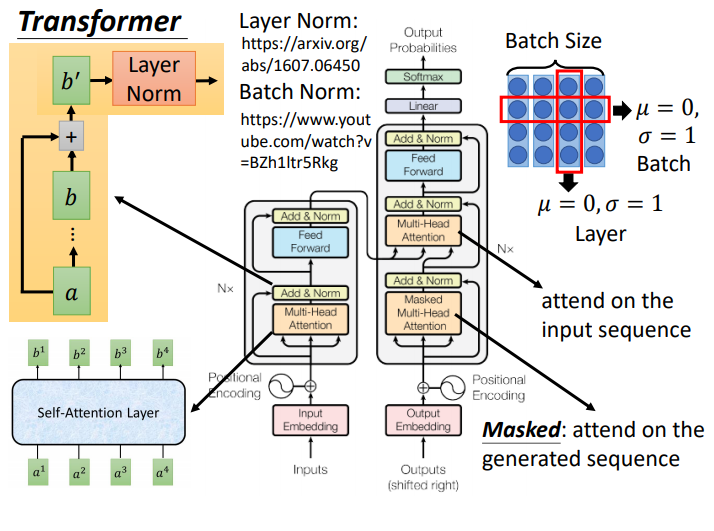 Transformer
b′
Layer
Norm
+
b
⋮
a
Layer Norm:
https://arxiv.org/
abs/1607.06450
Batch Norm:
https://www.yout
ube.com/watch?v
=BZh1ltr5Rkg
Output
Probabilities
Softmax
Linear
Add & Norm
Feed
Forward
Add & Norm
Multi-Head
Attention
Add & Norm
Masked
Multi-Head
Attention
N×
Positional
Encoding
Output
Embedding
Outputs
(shifted right)
Add & Norm
Feed
Forward
Add & Norm
Multi-Head
Attention
N×
Positional
Encoding
Input
Embedding
Inputs
Batch Size
μ = 0,
σ = 1
Batch
μ = 0, σ = 1
Layer
attend on the
input sequence
Masked: attend on the
generated sequence
b¹ b² b³ b⁴
Self-Attention Layer
a¹ a² a³ a⁴